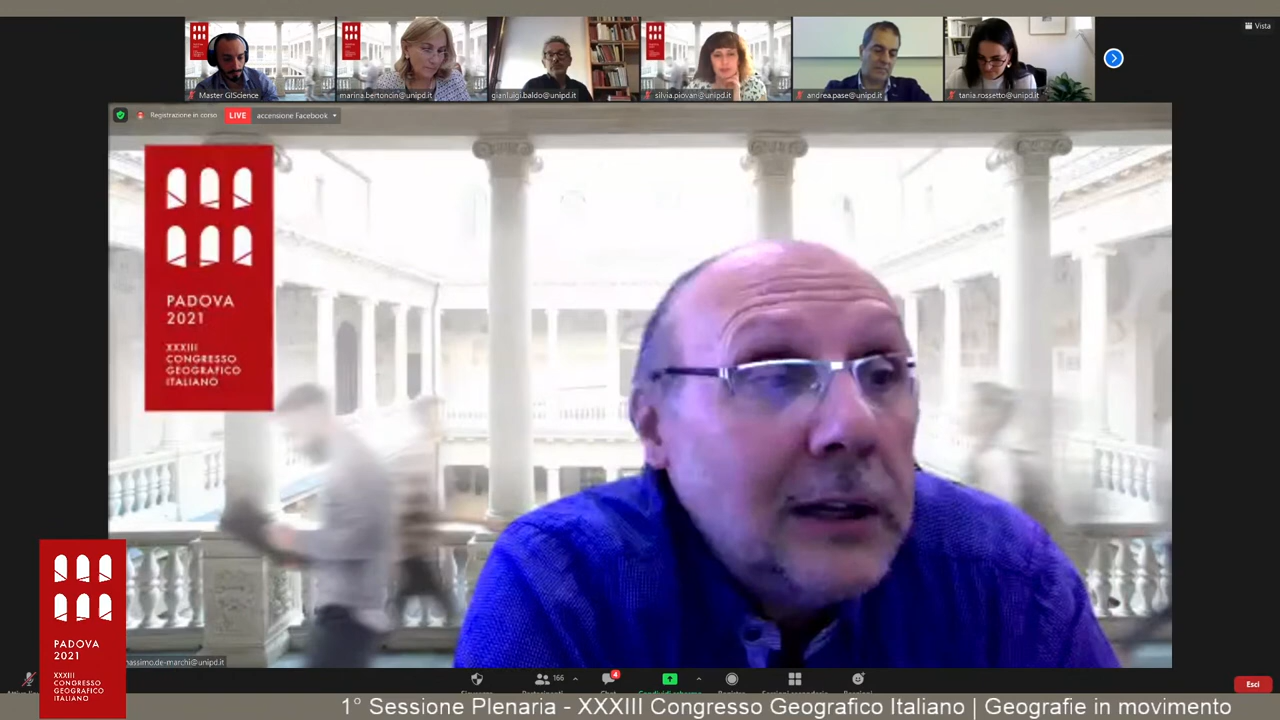 Vista
Master GIScience
marina.bertoncin@unipd.it
gianluigi.baldo@unipd.it
silvia.piovan@unipd.it
andrea.pase@unipd.it
tania.rossetto@unipd.it
Registrazione in corso
LIVE
accensione Facebook
PADOVA
2021
XXXIII
CONGRESSO
GEOGRAFICO
ITALIANO
PADOVA
2021
XXXIII
CONGRESSO
GEOGRAFICO
ITALIANO
massimo.de-marchi@unipd.it
166
4
Esci
1° Sessione Plenaria - XXXIII Congresso Geografico Italiano | Geografie in movimento